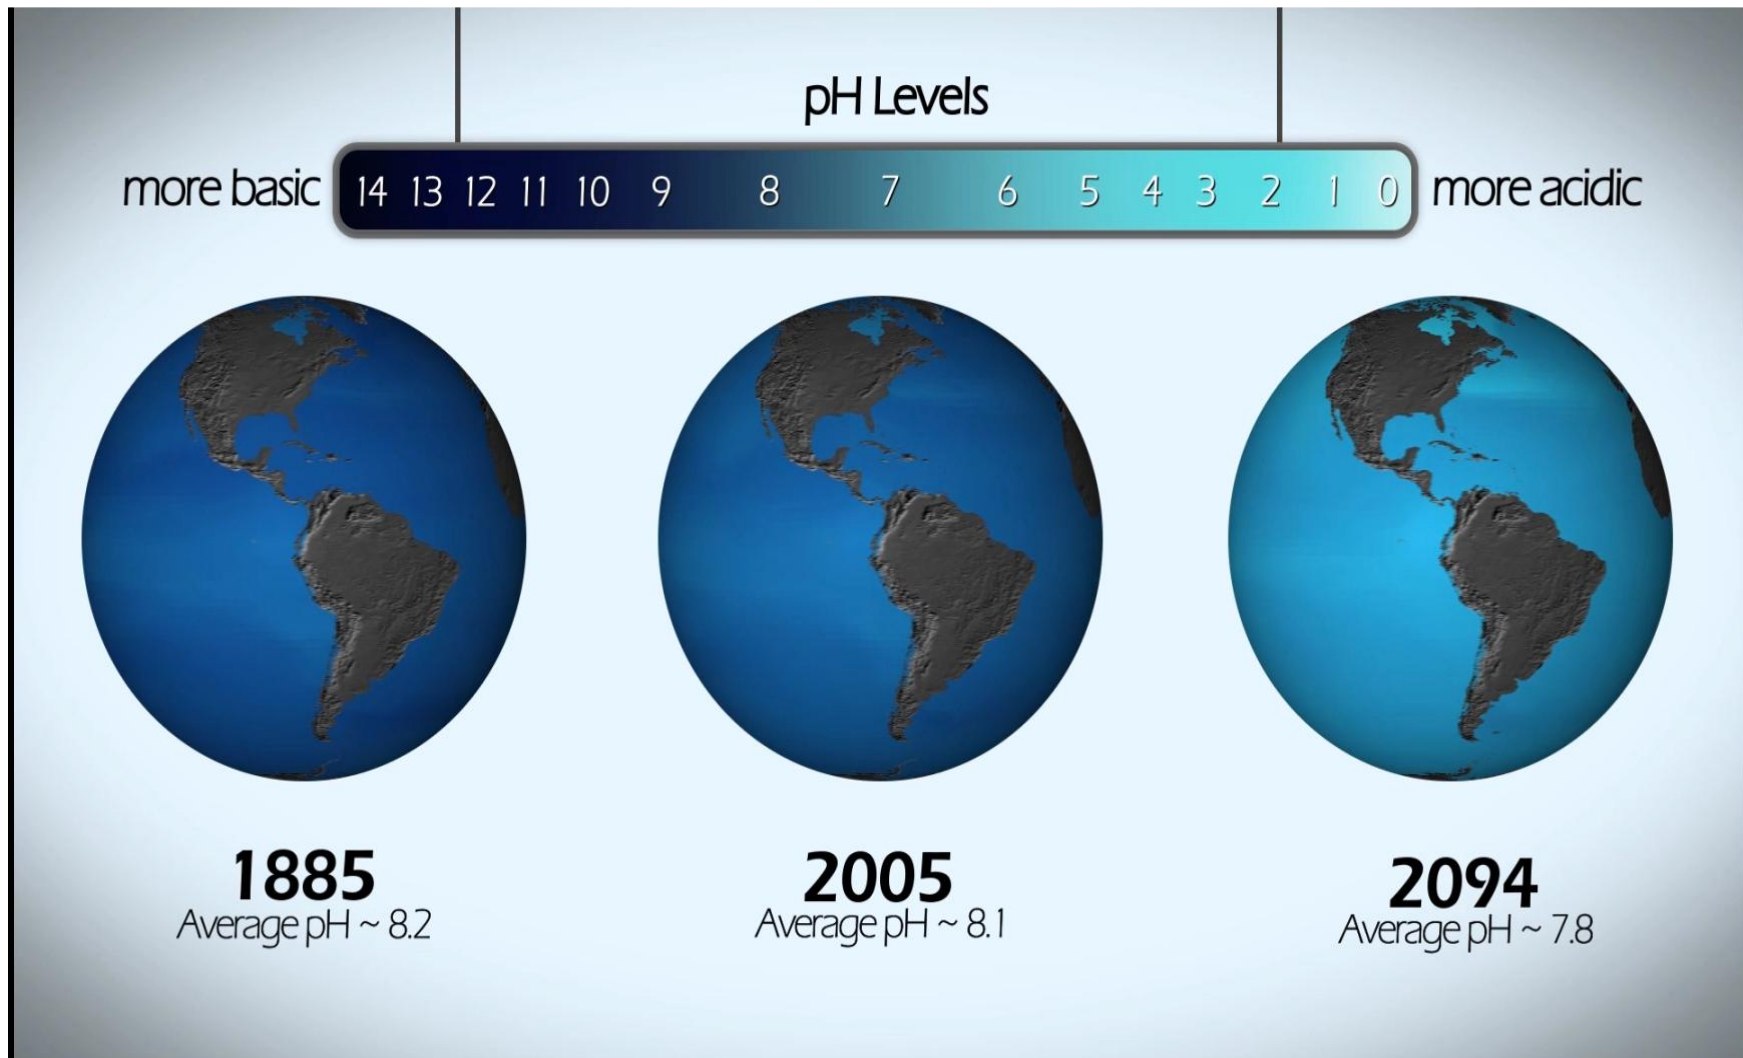 pH Levels
more basic 14 13 12 11 10 9 8 7 6 5 4 3 2 1 0 more acidic
1885 2005 2094
Average pH ~ 8.2 Average pH ~ 8.1 Average pH ~ 7.8